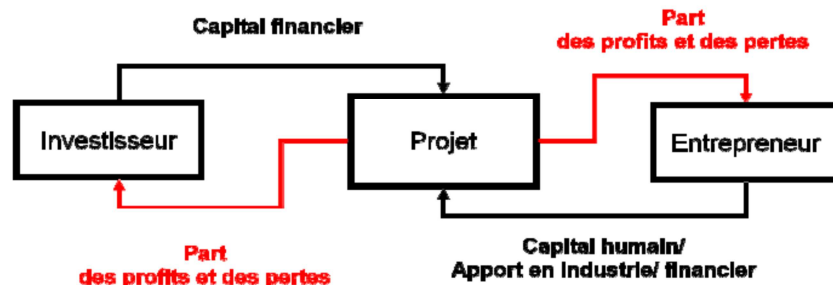 Capital financier
Part
des profits et des pertes
Investisseur
Projet
Entrepreneur
Part
des profits et des pertes
Capital humain/
Apport en industrie/ financier